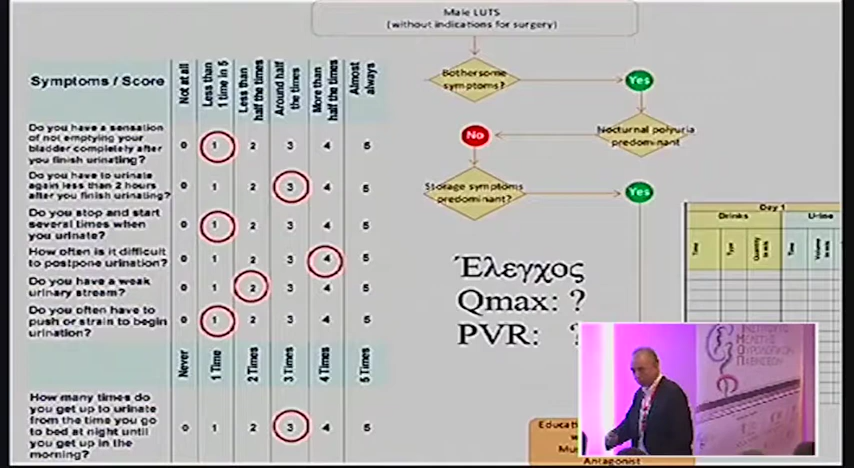 Male LUTS
(without indications for surgery)
Bothersome
symptoms?
Yes
No
Nocturnal polyuria
predominant
Storage symptoms
predominant?
Yes
Symptoms / Score
Not at all
Less than
1 time in 5
Less than
half the times
Around half
the times
More than
half the times
Almost
always
Do you have a sensation
of not emptying your
bladder completely after
you finish urinating?
0 1 2 3 4 5
Do you have to urinate
again less than 2 hours
after you finish urinating?
0 1 2 3 4 5
Do you stop and start
several times when
you urinate?
0 1 2 3 4 5
How often is it difficult
to postpone urination?
0 1 2 3 4 5
Do you have a weak
urinary stream?
0 1 2 3 4 5
Do you often have to
push or strain to begin
urination?
0 1 2 3 4 5
Never
1 Time
2 Times
3 Times
4 Times
5 Times
How many times do
you get up to urinate
from the time you go
to bed at night until
you get up in the
morning?
0 1 2 3 4 5
Έλεγχος
Qmax: ?
PVR: ?
Day 1
Drinks
Urine
Time
Type
Quantity
Time
Volume
ΜΕΛΕΤΗΣ
ΟΥΡΟΛΟΓΙΚΩΝ
ΠΑΘΗΣΕΩΝ
Educa
Antagonist